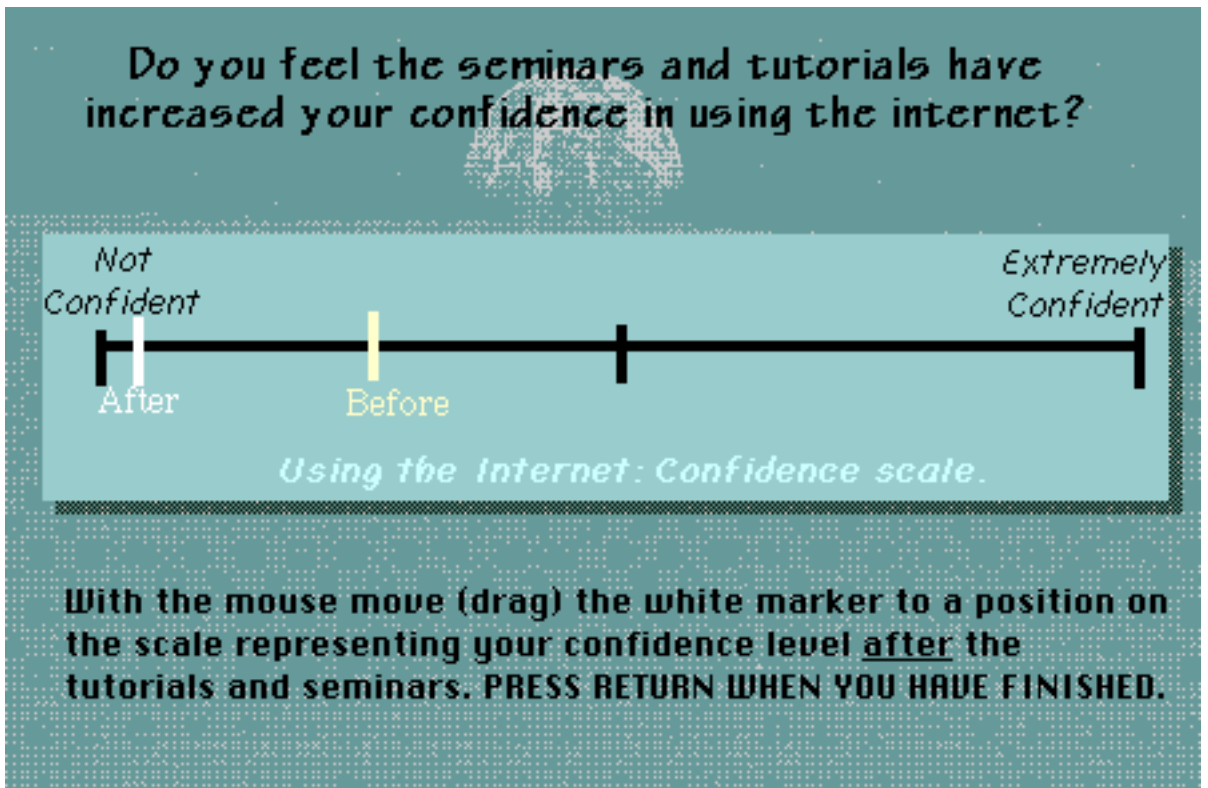 Do you feel the seminars and tutorials have
increased your confidence in using the internet?
Not
Confident
Extremely
Confident
After
Before
Using the Internet: Confidence scale.
With the mouse move (drag) the white marker to a position on
the scale representing your confidence level after the
tutorials and seminars. PRESS RETURN WHEN YOU HAVE FINISHED.